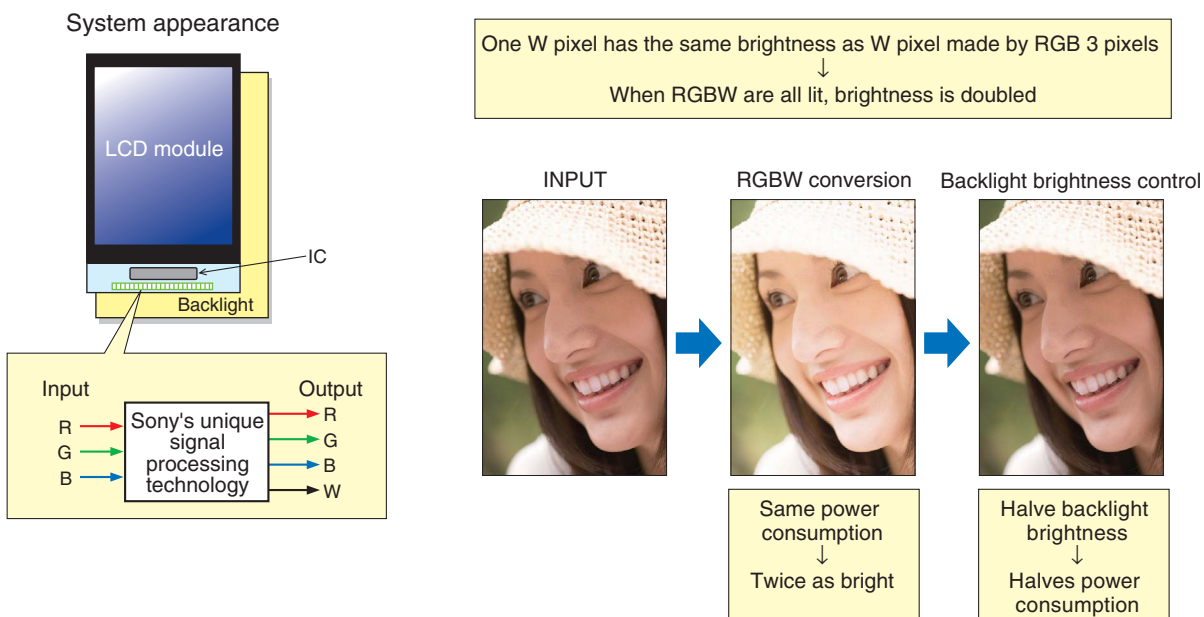 System appearance
LCD module
IC
Backlight
Input
Output
R
G
B
Sony's unique
signal
processing
technology
R
G
B
W
One W pixel has the same brightness as W pixel made by RGB 3 pixels
↓
When RGBW are all lit, brightness is doubled
INPUT
RGBW conversion
Backlight brightness control
Same power
consumption
↓
Twice as bright
Halve backlight
brightness
↓
Halves power
consumption